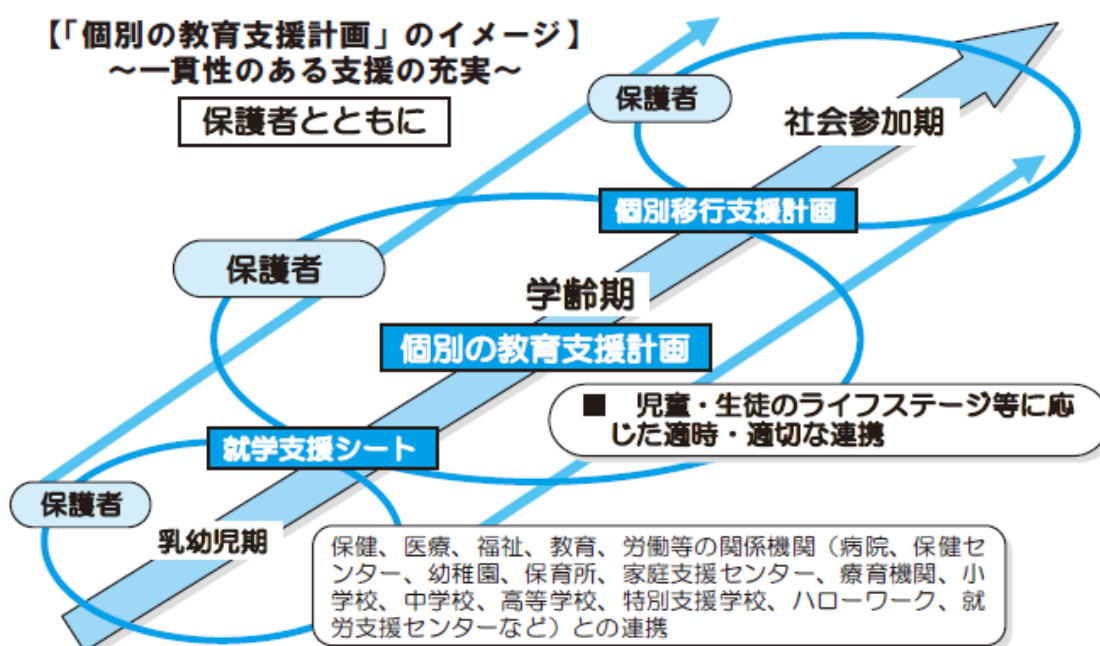 【「個別の教育支援計画」のイメージ】
～一貫性のある支援の充実～
保護者とともに
保護者
社会参加期
個別移行支援計画
保護者
学齢期
個別の教育支援計画
■ 児童・生徒のライフステージ等に応
じた適時・適切な連携
就学支援シート
保護者
乳幼児期
保健、医療、福祉、教育、労働等の関係機関（病院、保健セ
ンター、幼稚園、保育所、家庭支援センター、療育機関、小
学校、中学校、高等学校、特別支援学校、ハローワーク、就
労支援センターなど）との連携